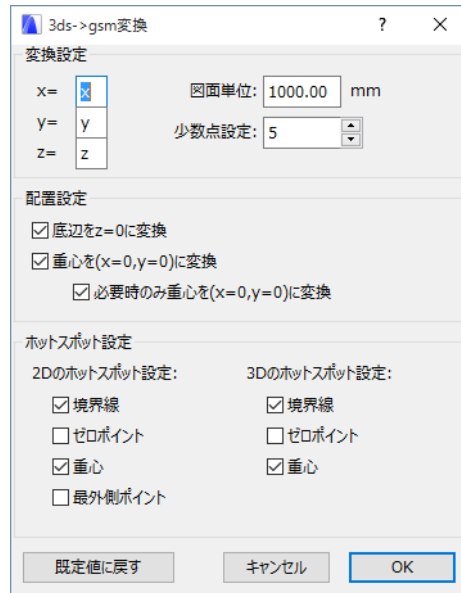 3ds->gsm変換 ?
変換設定
x= x 図面単位: 1000.00 mm
y= y 少数点設定: 5
z= z
配置設定
底辺をz=0に変換
重心を(x=0,y=0)に変換
必要時のみ重心を(x=0,y=0)に変換
ホットスポット設定
2Dのホットスポット設定: 3Dのホットスポット設定:
境界線 境界線
ゼロポイント ゼロポイント
重心 重心
最外側ポイント
既定値に戻す キャンセル OK